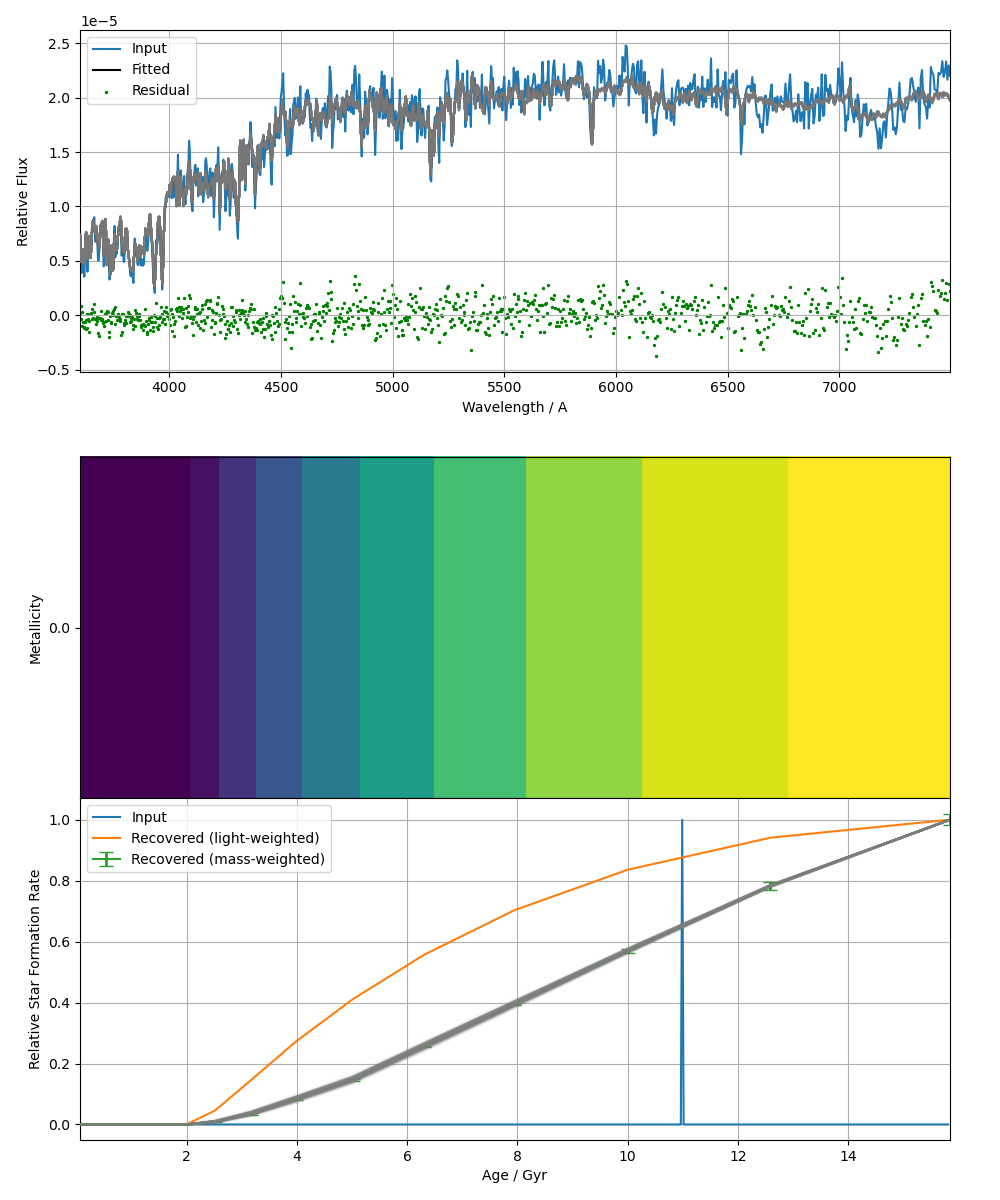 1e−5
2.5
2.0
1.5
1.0
0.5
0.0
−0.5
Relative Flux
Input
Fitted
Residual
4000 4500 5000 5500 6000 6500 7000
Wavelength / A
0.0
Metallicity
1.0
0.8
0.6
0.4
0.2
0.0
Relative Star Formation Rate
Input
Recovered (light-weighted)
Recovered (mass-weighted)
2 4 6 8 10 12 14
Age / Gyr